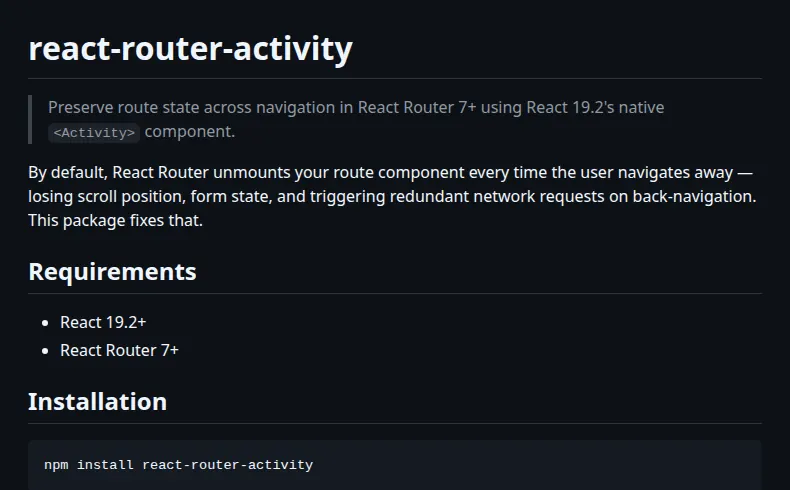 react-router-activity
Preserve route state across navigation in React Router 7+ using React 19.2's native
<Activity> component.
By default, React Router unmounts your route component every time the user navigates away —
losing scroll position, form state, and triggering redundant network requests on back-navigation.
This package fixes that.
Requirements
• React 19.2+
• React Router 7+
Installation
npm install react-router-activity